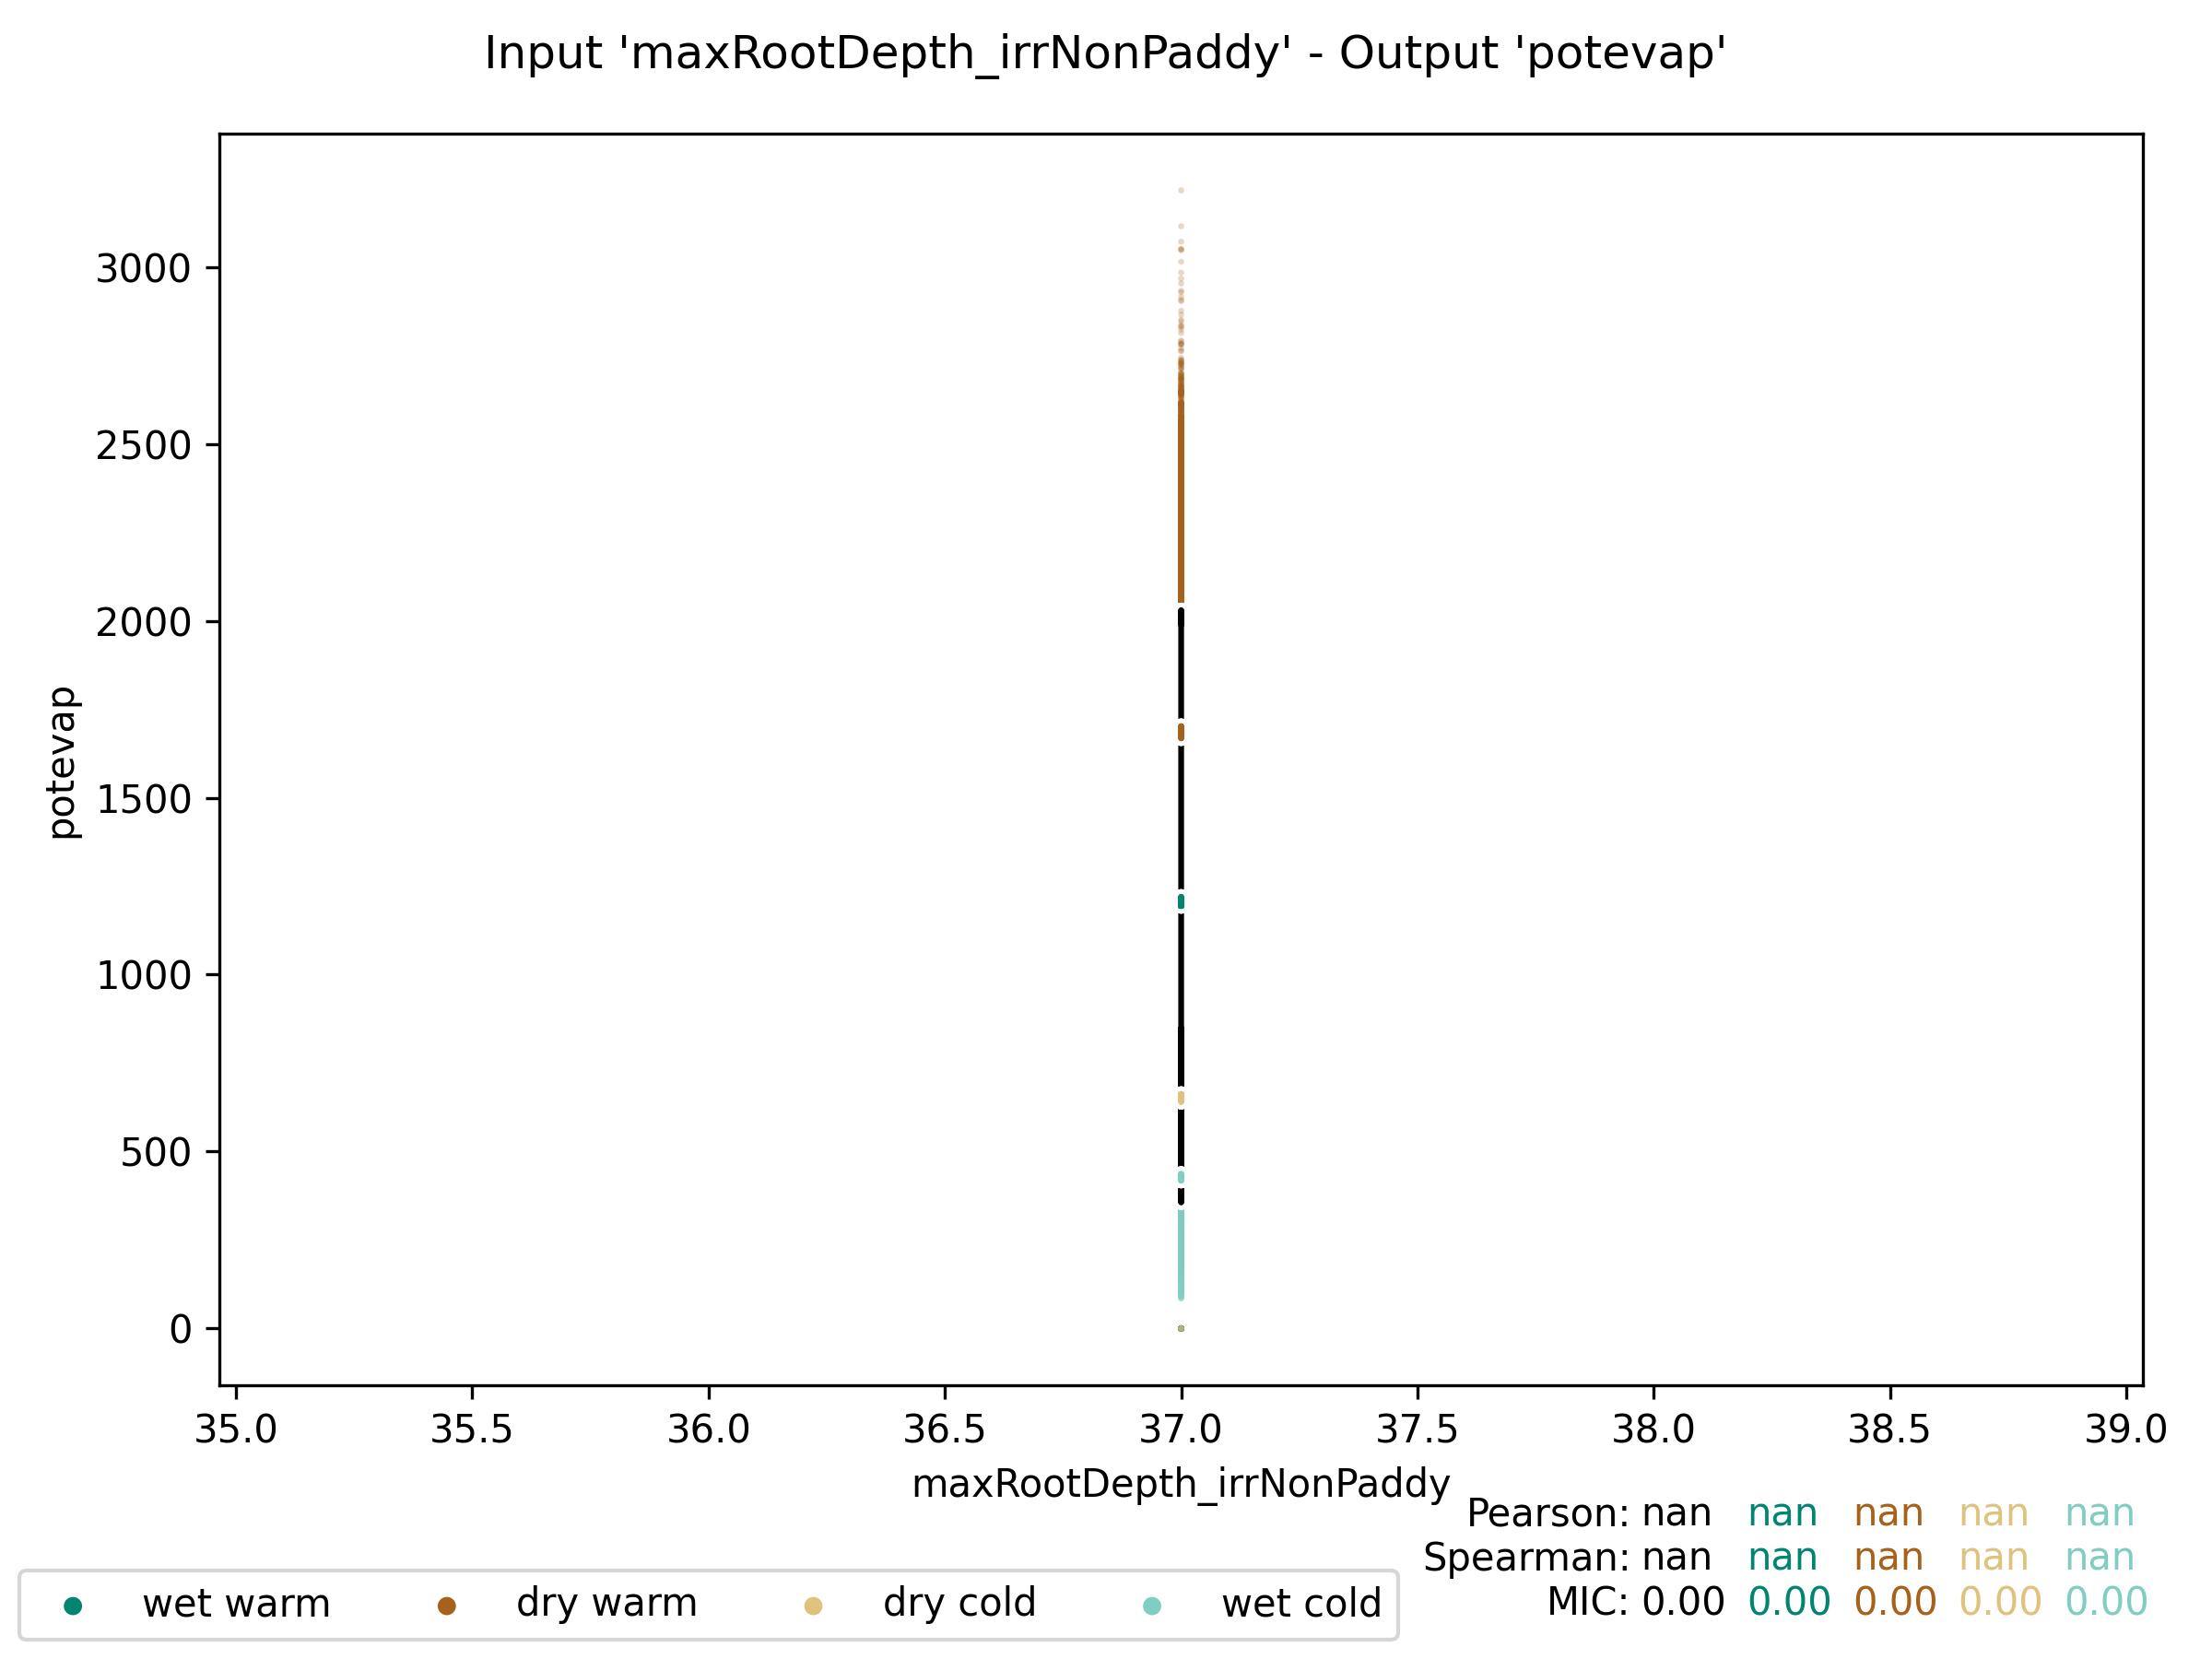 Input 'maxRootDepth_irrNonPaddy' - Output 'potevap'
potevap
3000
2500
2000
1500
1000
500
0
35.0 35.5 36.0 36.5 37.0 37.5 38.0 38.5 39.0
maxRootDepth_irrNonPaddy
Pearson: nan nan nan nan nan
Spearman: nan nan nan nan nan
MIC: 0.00 0.00 0.00 0.00 0.00
wet warm dry warm dry cold wet cold